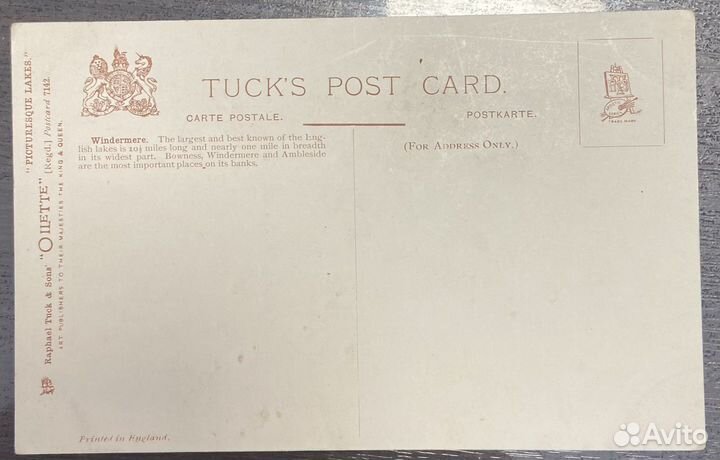 TUCK'S POST CARD.
CARTE POSTALE.
POSTKARTE.
Windermere. The largest and best known of the Eng-
lish lakes is 10½ miles long and nearly one mile in breadth
in its widest part. Bowness, Windermere and Ambleside
are the most important places on its banks.
(FOR ADDRESS ONLY.)
TRADE MARK
"PICTURESQUE LAKES."
Raphael Tuck & Sons' "OILETTE" [Regd.] Postcard 7142.
ART PUBLISHERS TO THEIR MAJESTIES THE KING & QUEEN.
Printed in England.
Avito